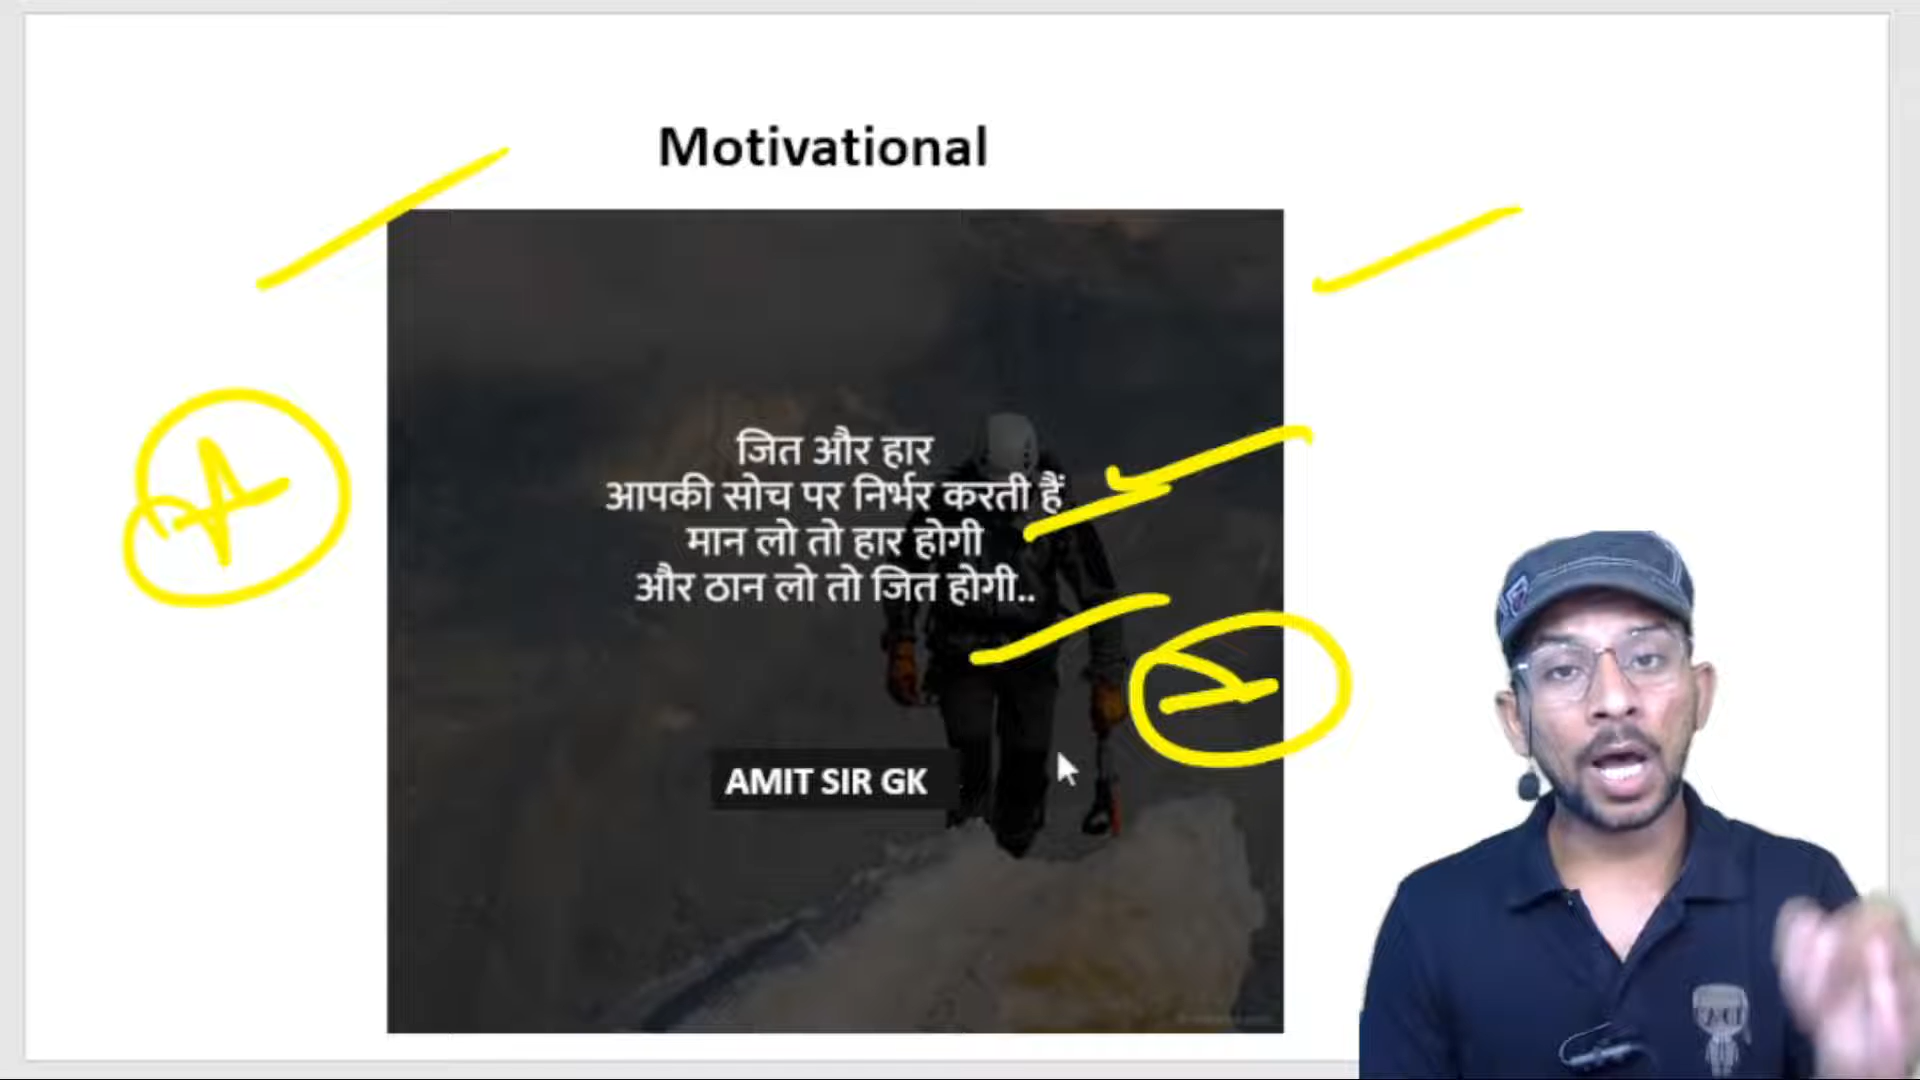 Motivational
जित और हार
आपकी सोच पर निर्भर करती हैं
मान लो तो हार होगी
और ठान लो तो जित होगी..
AMIT SIR GK